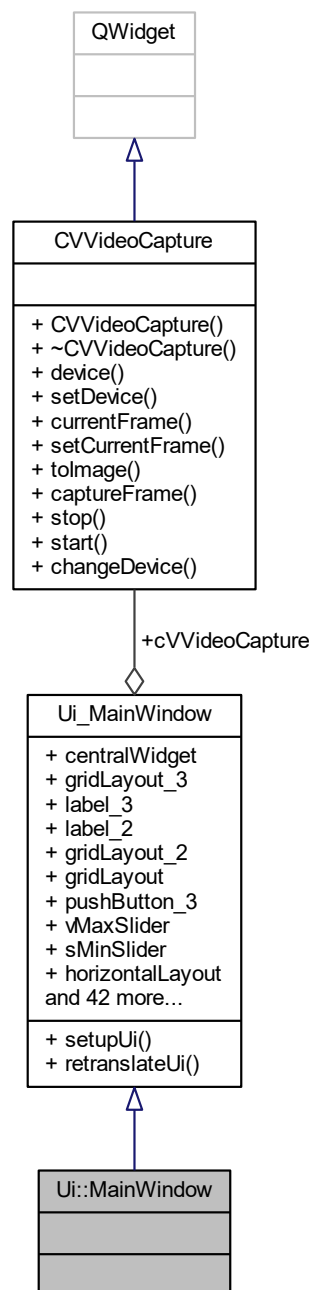 QWidget
CVVideoCapture
+ CVVideoCapture()
+ ~CVVideoCapture()
+ device()
+ setDevice()
+ currentFrame()
+ setCurrentFrame()
+ toImage()
+ captureFrame()
+ stop()
+ start()
+ changeDevice()
+cVVideoCapture
Ui_MainWindow
+ centralWidget
+ gridLayout_3
+ label_3
+ label_2
+ gridLayout_2
+ gridLayout
+ pushButton_3
+ vMaxSlider
+ sMinSlider
+ horizontalLayout
and 42 more...
+ setupUi()
+ retranslateUi()
Ui::MainWindow